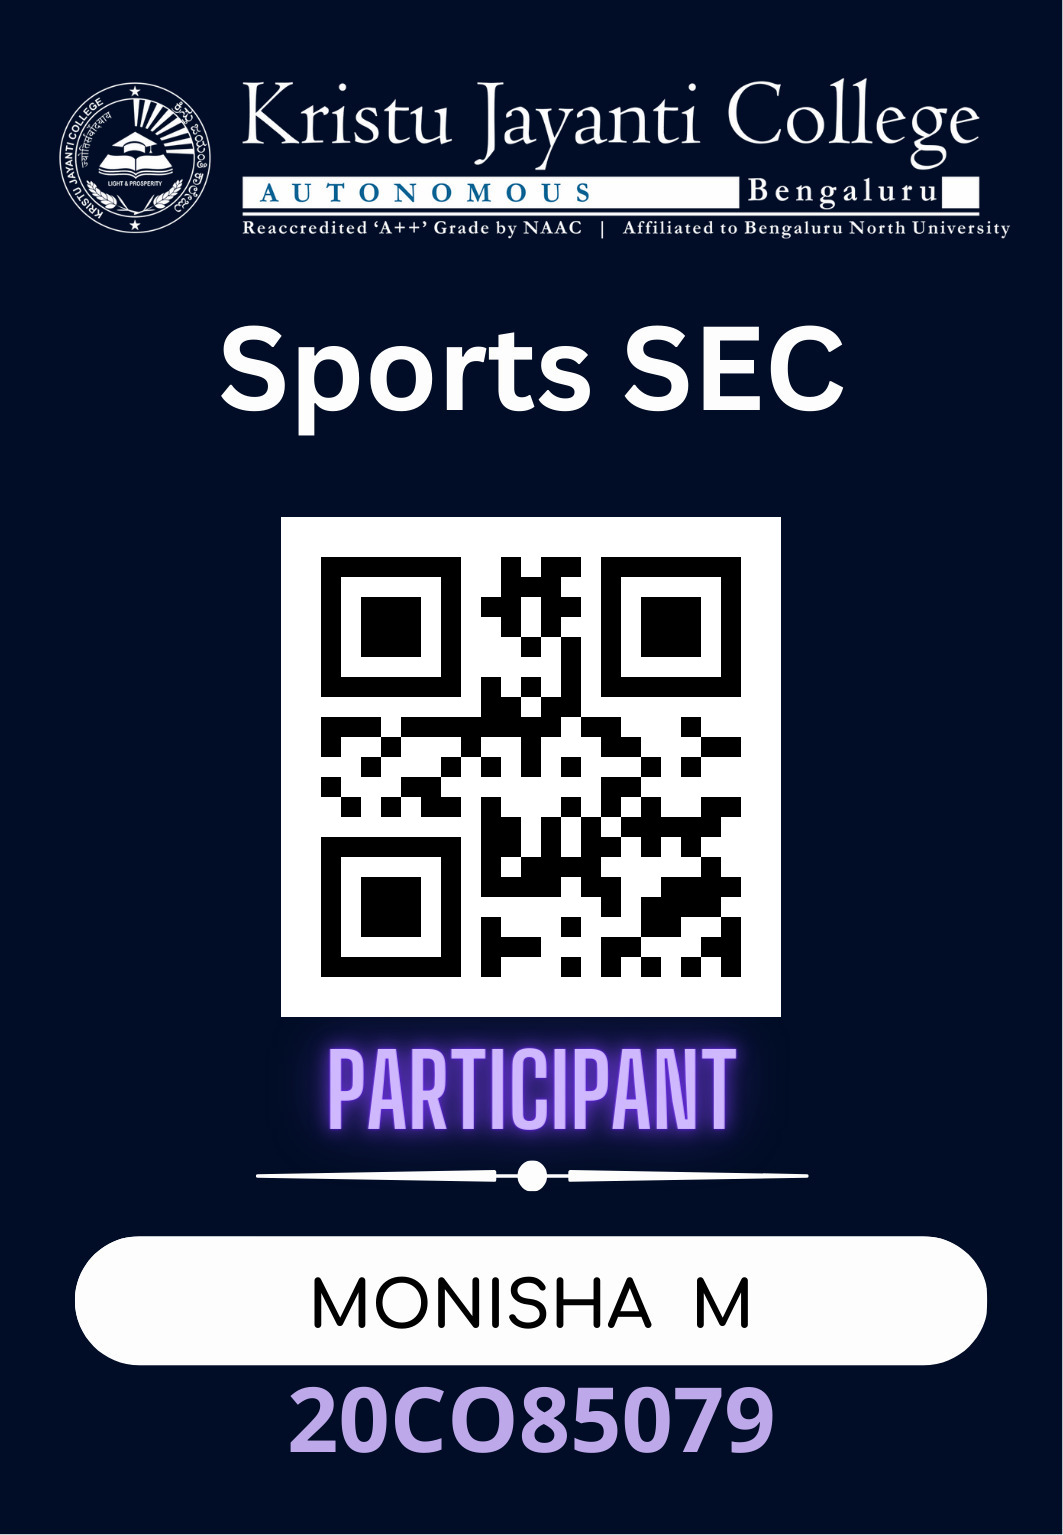 KRISTU JAYANTI COLLEGE
ಕ್ರಿಸ್ತು ಜಯಂತಿ ಕಾಲೇಜು
LIGHT & PROSPERITY
Kristu Jayanti College
AUTONOMOUS Bengaluru
Reaccredited ‘A++’ Grade by NAAC | Affiliated to Bengaluru North University
Sports SEC
PARTICIPANT
MONISHA M
20CO85079